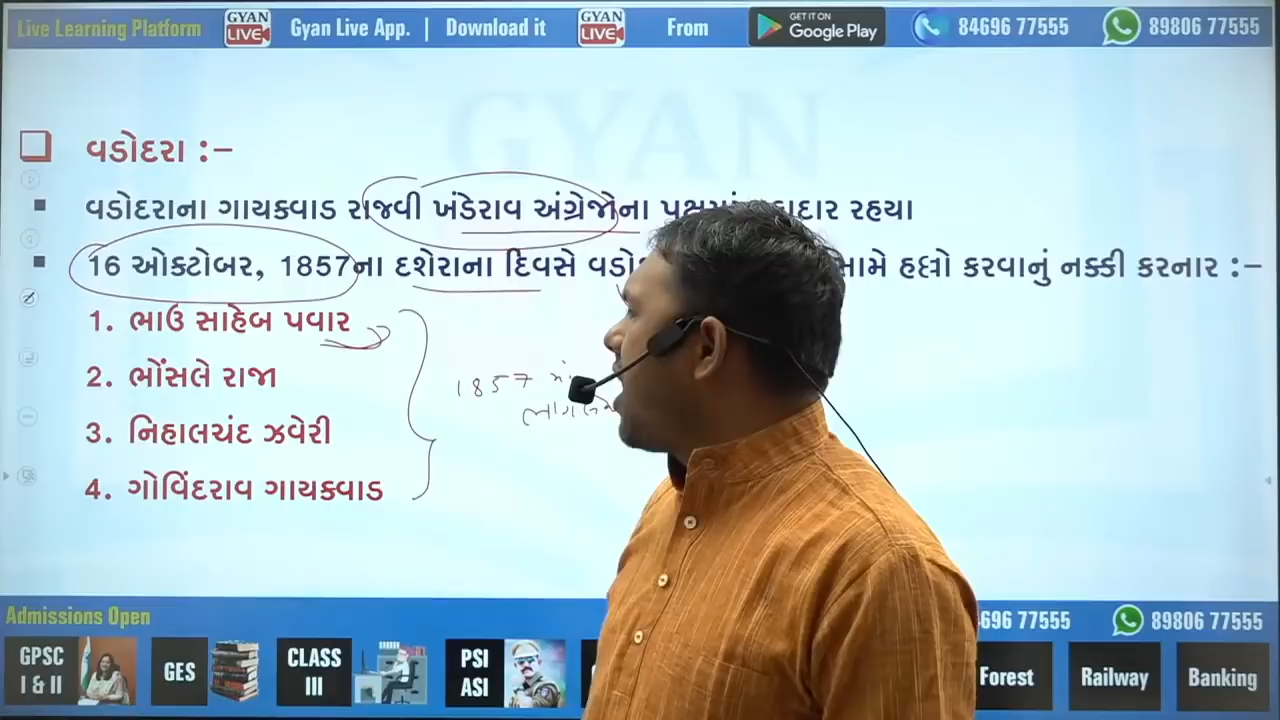 Live Learning Platform GYAN LIVE Gyan Live App. | Download it GYAN LIVE From GET IT ON Google Play 84696 77555 89806 77555
GYAN
વડોદરા :–
વડોદરાના ગાયકવાડ રાજવી ખંડેરાવ અંગ્રેજોના રહયા
16 ઓક્ટોબર, 1857ના દશેરાના દિવસે હલ્લો કરવાનું નક્કી કરનાર :–
1. ભાઉ સાહેબ પવાર
2. ભોંસલે રાજા
1857
3. નિહાલચંદ ઝવેરી
4. ગોવિંદરાવ ગાયકવાડ
Admissions Open 696 77555 89806 77555
GPSC I & II GES CLASS III PSI ASI Forest Railway Banking